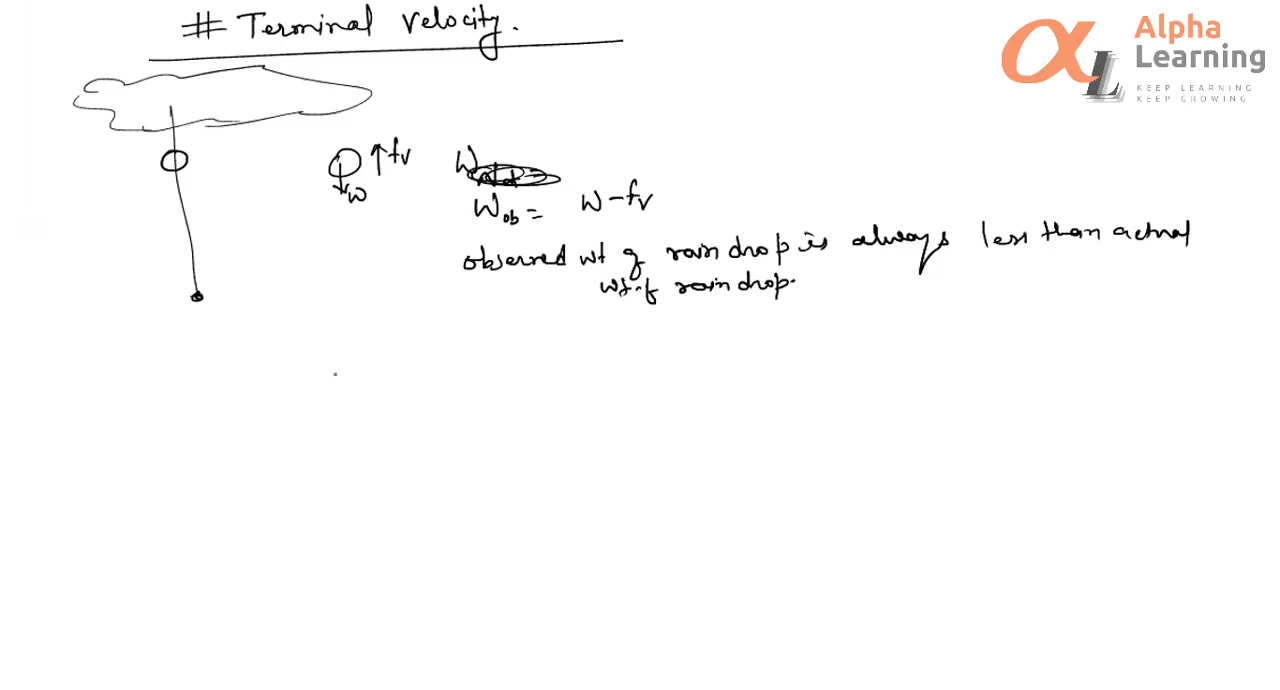 # Terminal Velocity.
Alpha
Learning
KEEP LEARNING
KEEP GROWING
↑fv
W
W
Wob = W-fv
observed wt of rain drop is always less than actual
wt. of rain drop.